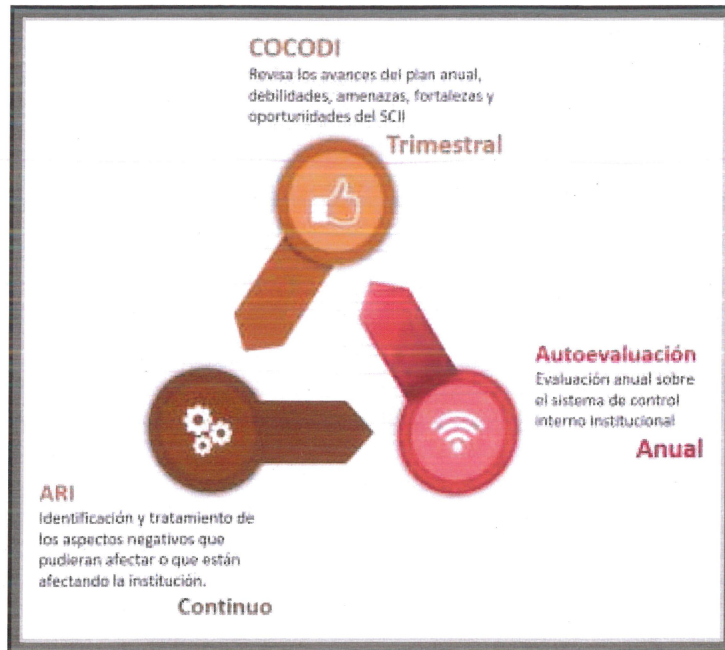 COCODI
Revisa los avances del plan anual,
debilidades, amenazas, fortalezas y
oportunidades del SCII
Trimestral
Autoevaluación
Evaluación anual sobre
el sistema de control
interno institucional
Anual
ARI
Identificación y tratamiento de
los aspectos negativos que
pudieran afectar o que están
afectando la institución.
Continuo